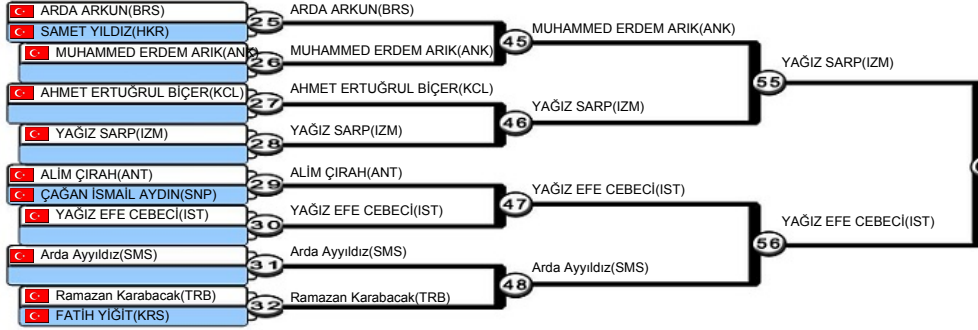 ARDA ARKUN(BRS)
SAMET YILDIZ(HKR)
25
ARDA ARKUN(BRS)
MUHAMMED ERDEM ARIK(ANK)
26
MUHAMMED ERDEM ARIK(ANK)
45
MUHAMMED ERDEM ARIK(ANK)
AHMET ERTUĞRUL BİÇER(KCL)
27
AHMET ERTUĞRUL BİÇER(KCL)
YAĞIZ SARP(IZM)
28
YAĞIZ SARP(IZM)
46
YAĞIZ SARP(IZM)
55
YAĞIZ SARP(IZM)
ALİM ÇIRAH(ANT)
ÇAĞAN İSMAİL AYDIN(SNP)
29
ALİM ÇIRAH(ANT)
YAĞIZ EFE CEBECİ(IST)
30
YAĞIZ EFE CEBECİ(IST)
47
YAĞIZ EFE CEBECİ(IST)
Arda Ayyıldız(SMS)
31
Arda Ayyıldız(SMS)
Ramazan Karabacak(TRB)
FATİH YİĞİT(KRS)
32
Ramazan Karabacak(TRB)
48
Arda Ayyıldız(SMS)
56
YAĞIZ EFE CEBECİ(IST)